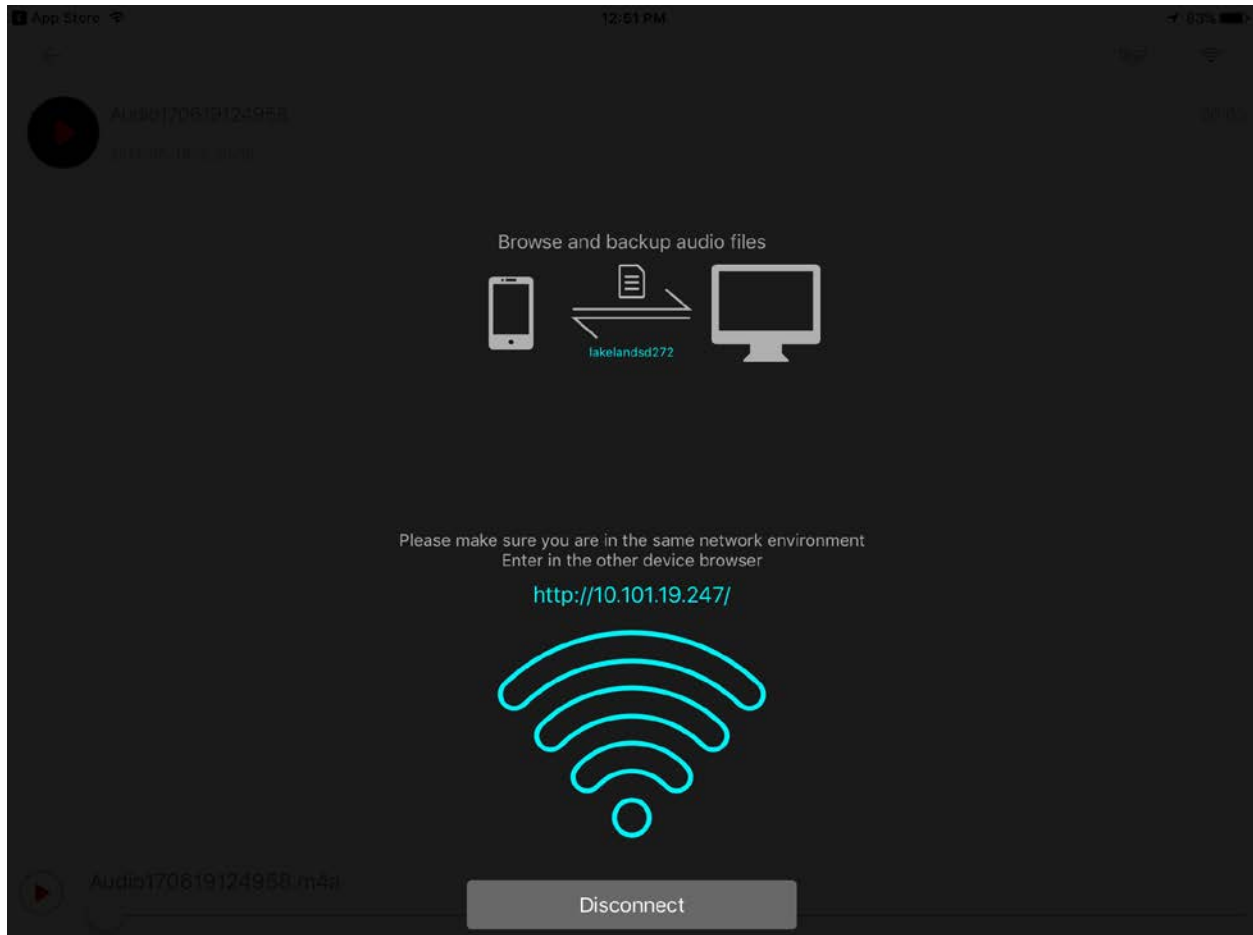 App Store
12:51 PM
83%
Audio170619124958
Browse and backup audio files
lakelandsd272
Please make sure you are in the same network environment
Enter in the other device browser
http://10.101.19.247/
Audio170619124958.m4a
Disconnect